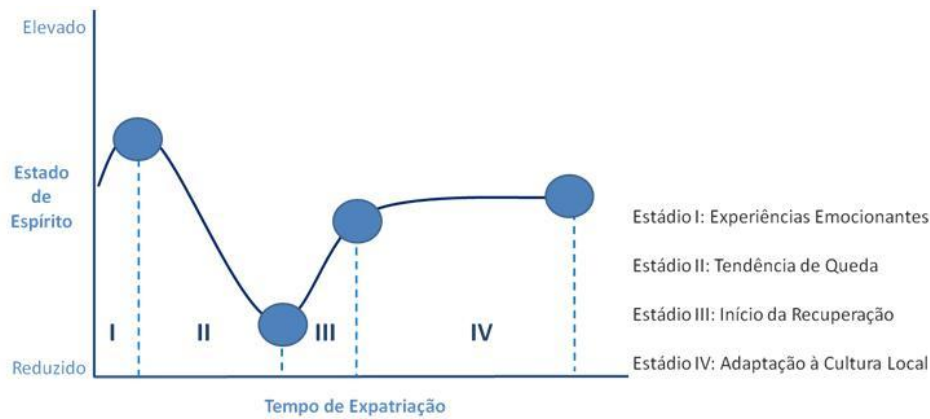 Elevado
Estado
de
Espírito
Reduzido
I
II
III
IV
Tempo de Expatriação
Estádio I: Experiências Emocionantes
Estádio II: Tendência de Queda
Estádio III: Início da Recuperação
Estádio IV: Adaptação à Cultura Local